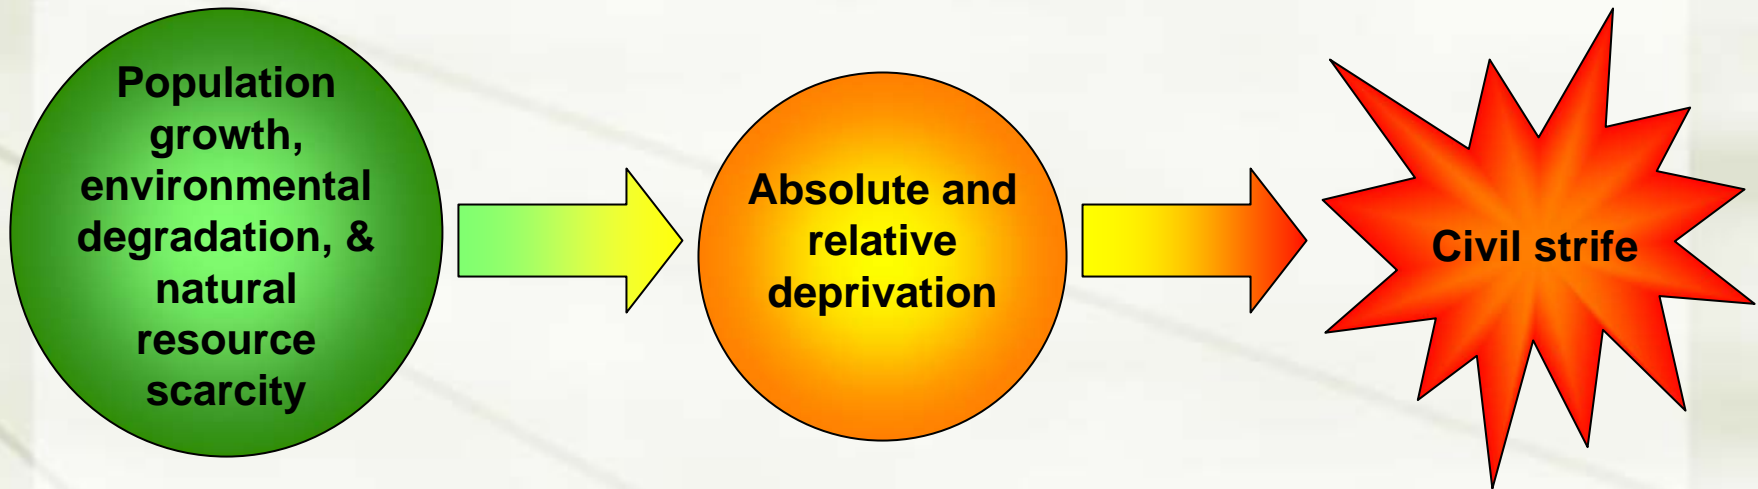 Population
growth,
environmental
degradation, &
natural
resource
scarcity
Absolute and
relative
deprivation
Civil strife